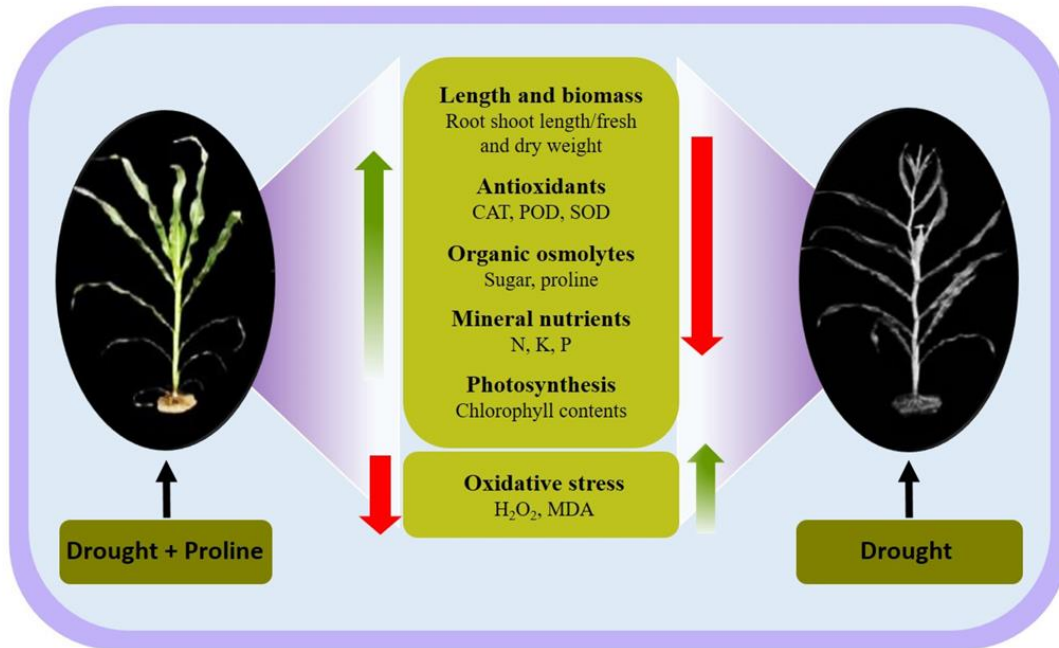 Length and biomass
Root shoot length/fresh
and dry weight
Antioxidants
CAT, POD, SOD
Organic osmolytes
Sugar, proline
Mineral nutrients
N, K, P
Photosynthesis
Chlorophyll contents
Oxidative stress
H₂O₂, MDA
Drought + Proline
Drought